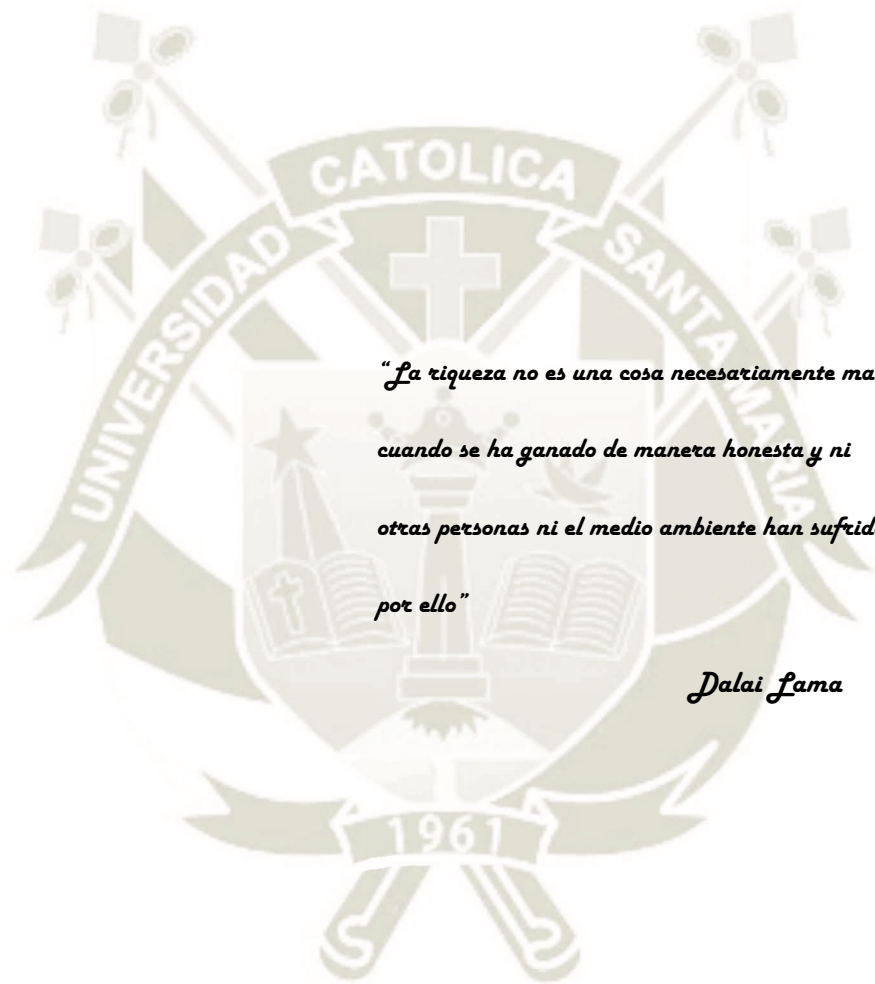 CATOLICA
UNIVERSIDAD
SANTA MARIA
“La riqueza no es una cosa necesariamente ma
cuando se ha ganado de manera honesta y ni
otras personas ni el medio ambiente han sufrid
por ello”
Dalai Lama
1961